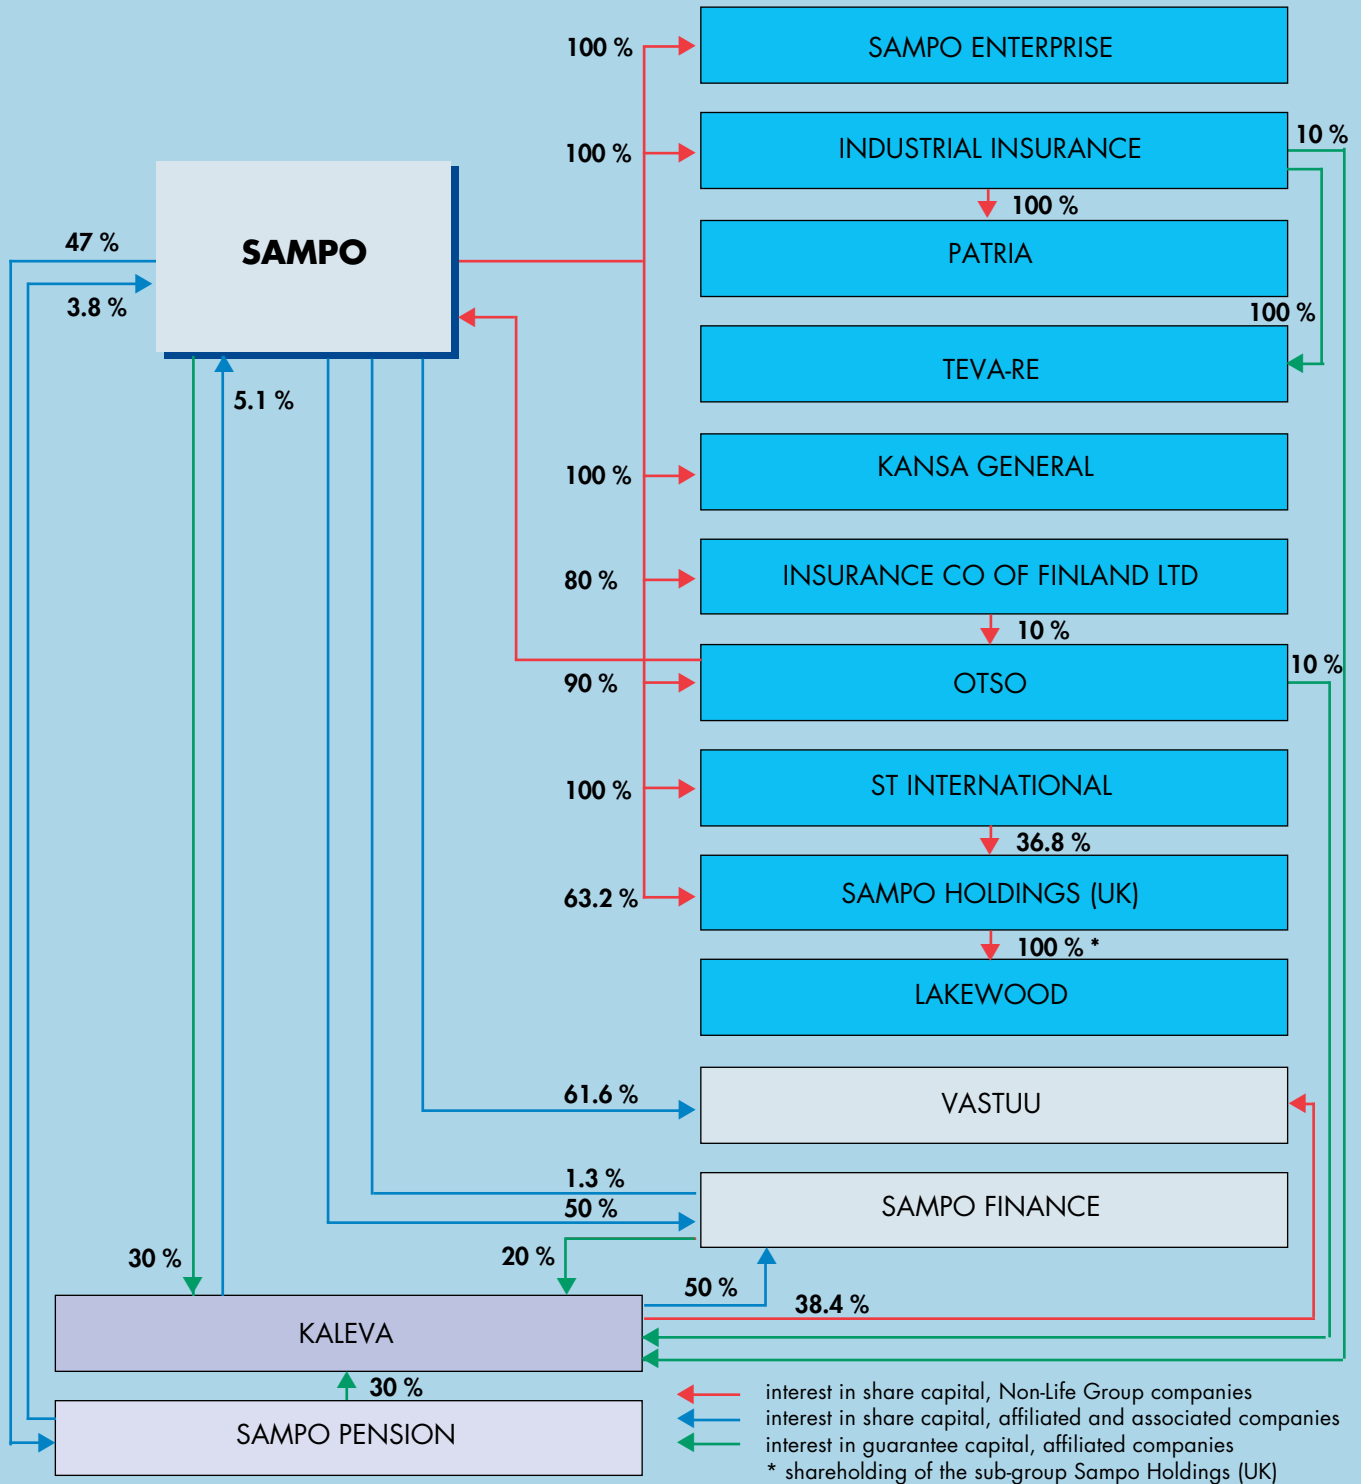 100 %
SAMPO ENTERPRISE
100 %
INDUSTRIAL INSURANCE
10 %
100 %
47 %
SAMPO
PATRIA
3.8 %
100 %
TEVA-RE
5.1 %
100 %
KANSA GENERAL
80 %
INSURANCE CO OF FINLAND LTD
10 %
90 %
OTSO
10 %
100 %
ST INTERNATIONAL
36.8 %
63.2 %
SAMPO HOLDINGS (UK)
100 % *
LAKEWOOD
61.6 %
VASTUU
1.3 %
50 %
SAMPO FINANCE
30 %
20 %
50 %
38.4 %
KALEVA
30 %
SAMPO PENSION
interest in share capital, Non-Life Group companies
interest in share capital, affiliated and associated companies
interest in guarantee capital, affiliated companies
* shareholding of the sub-group Sampo Holdings (UK)